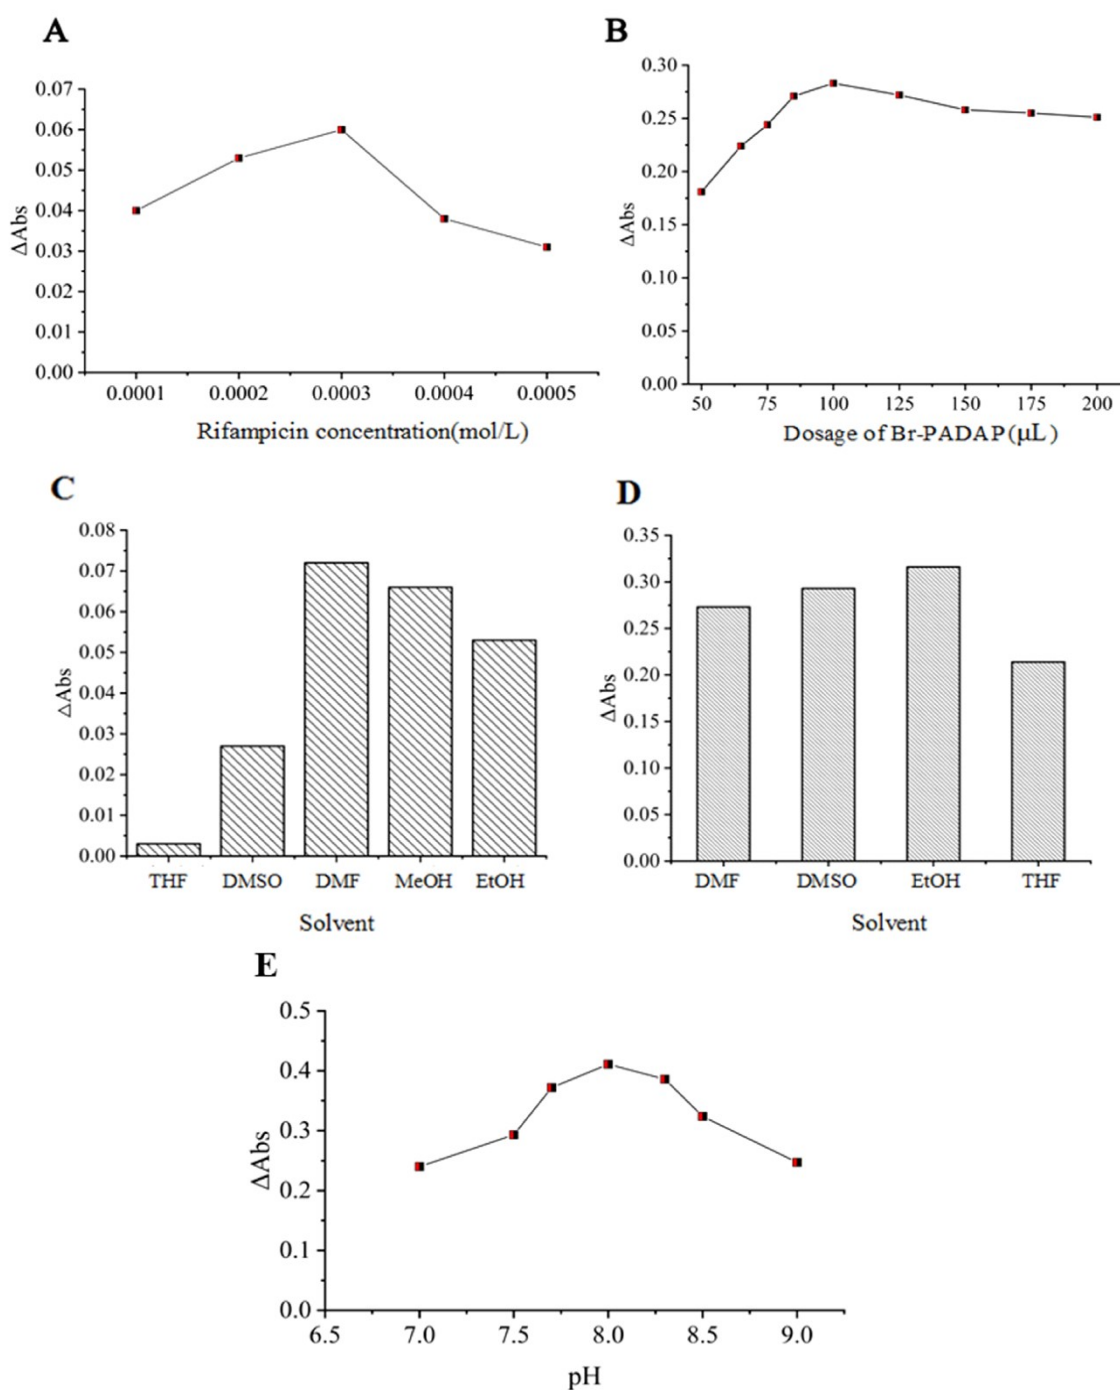 A
0.07
0.06
0.05
0.04
0.03
0.02
0.01
0.00
ΔAbs
0.0001 0.0002 0.0003 0.0004 0.0005
Rifampicin concentration(mol/L)
B
0.30
0.25
0.20
0.15
0.10
0.05
0.00
ΔAbs
50 75 100 125 150 175 200
Dosage of Br-PADAP(μL)
C
0.08
0.07
0.06
0.05
0.04
0.03
0.02
0.01
0.00
ΔAbs
THF DMSO DMF MeOH EtOH
Solvent
D
0.35
0.30
0.25
0.20
0.15
0.10
0.05
0.00
ΔAbs
DMF DMSO EtOH THF
Solvent
E
0.5
0.4
0.3
0.2
0.1
0.0
ΔAbs
6.5 7.0 7.5 8.0 8.5 9.0
pH